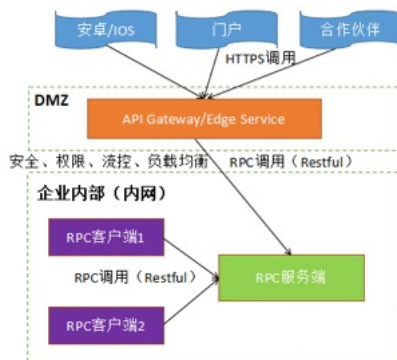 安卓/IOS
门户
合作伙伴
HTTPS调用
DMZ
API Gateway/Edge Service
安全、权限、流控、负载均衡
RPC调用（Restful）
企业内部（内网）
RPC客户端1
RPC调用（Restful）
RPC服务端
RPC客户端2